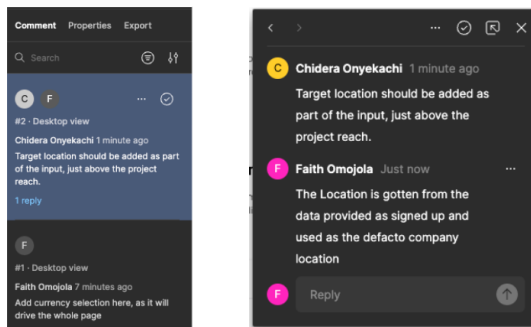 Comment Properties Export
Search
C F
#2 · Desktop view
Chidera Onyekachi 1 minute ago
Target location should be added as part
of the input, just above the project
reach.
1 reply
F
#1 · Desktop view
Faith Omojola 7 minutes ago
Add currency selection here, as it will
drive the whole page
C Chidera Onyekachi 1 minute ago
Target location should be added as
part of the input, just above the
project reach.
F Faith Omojola Just now
The Location is gotten from the
data provided as signed up and
used as the defacto company
location
F Reply